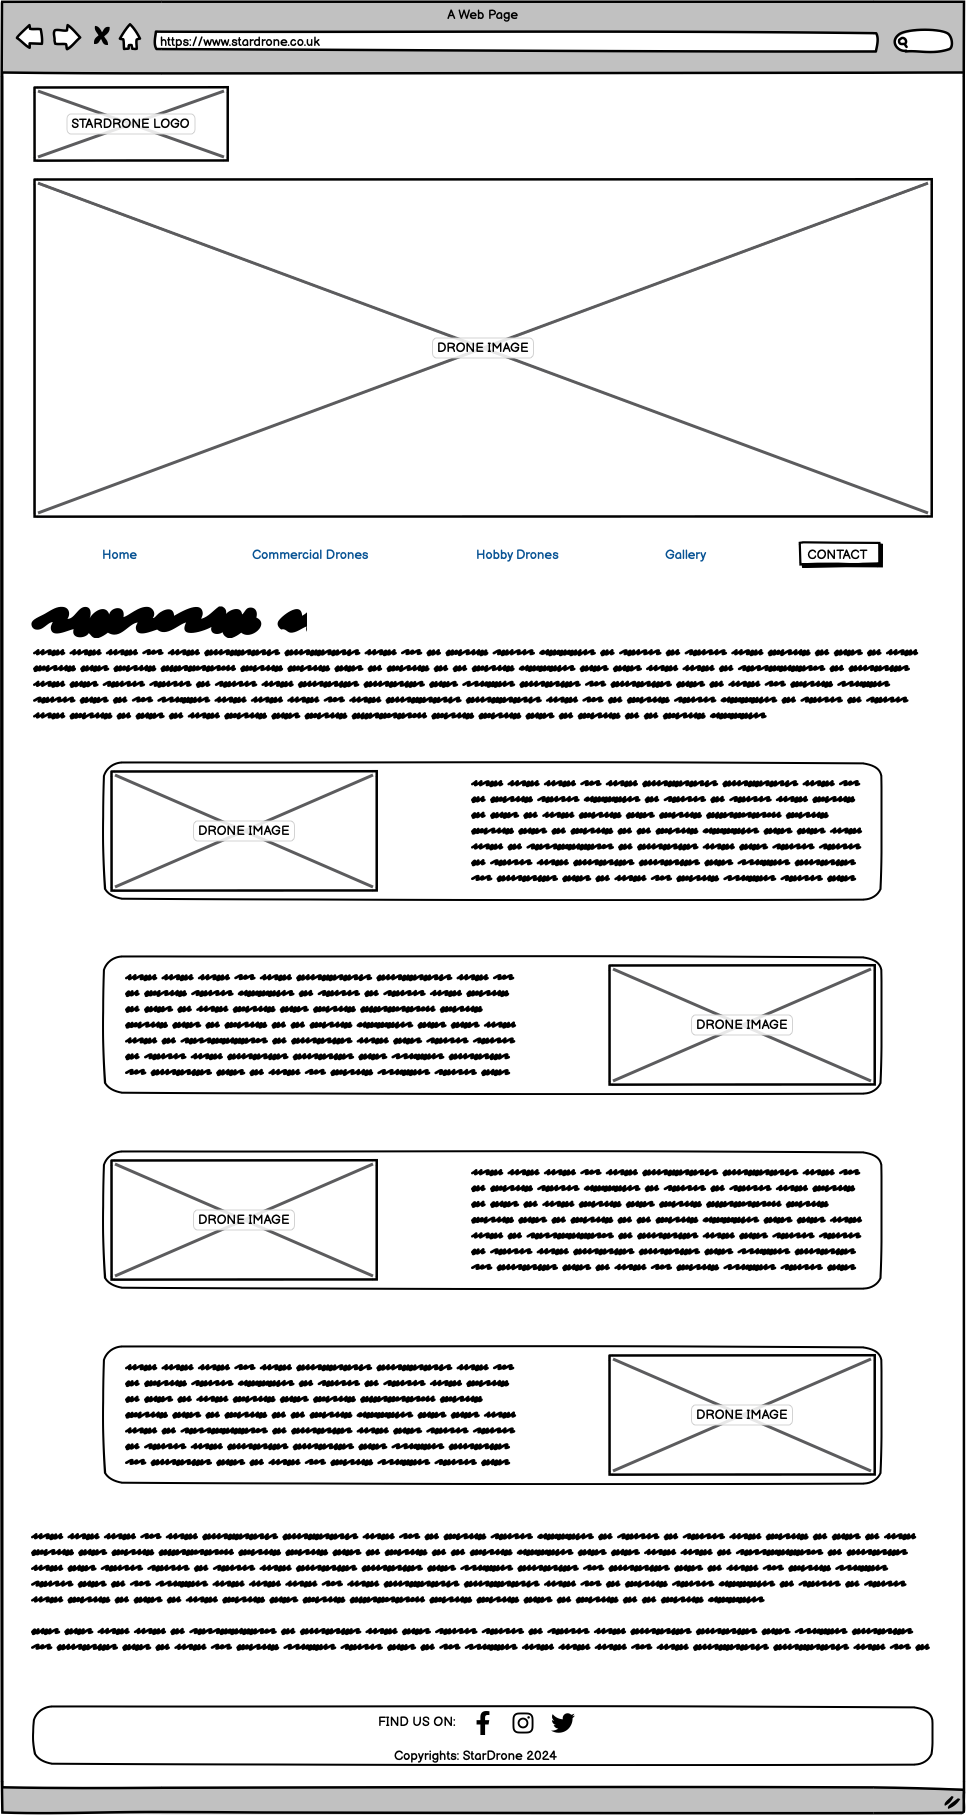 A Web Page
https://www.stardrone.co.uk
STARDRONE LOGO
DRONE IMAGE
Home Commercial Drones Hobby Drones Gallery CONTACT
DRONE IMAGE
DRONE IMAGE
DRONE IMAGE
DRONE IMAGE
FIND US ON:
Copyrights: StarDrone 2024